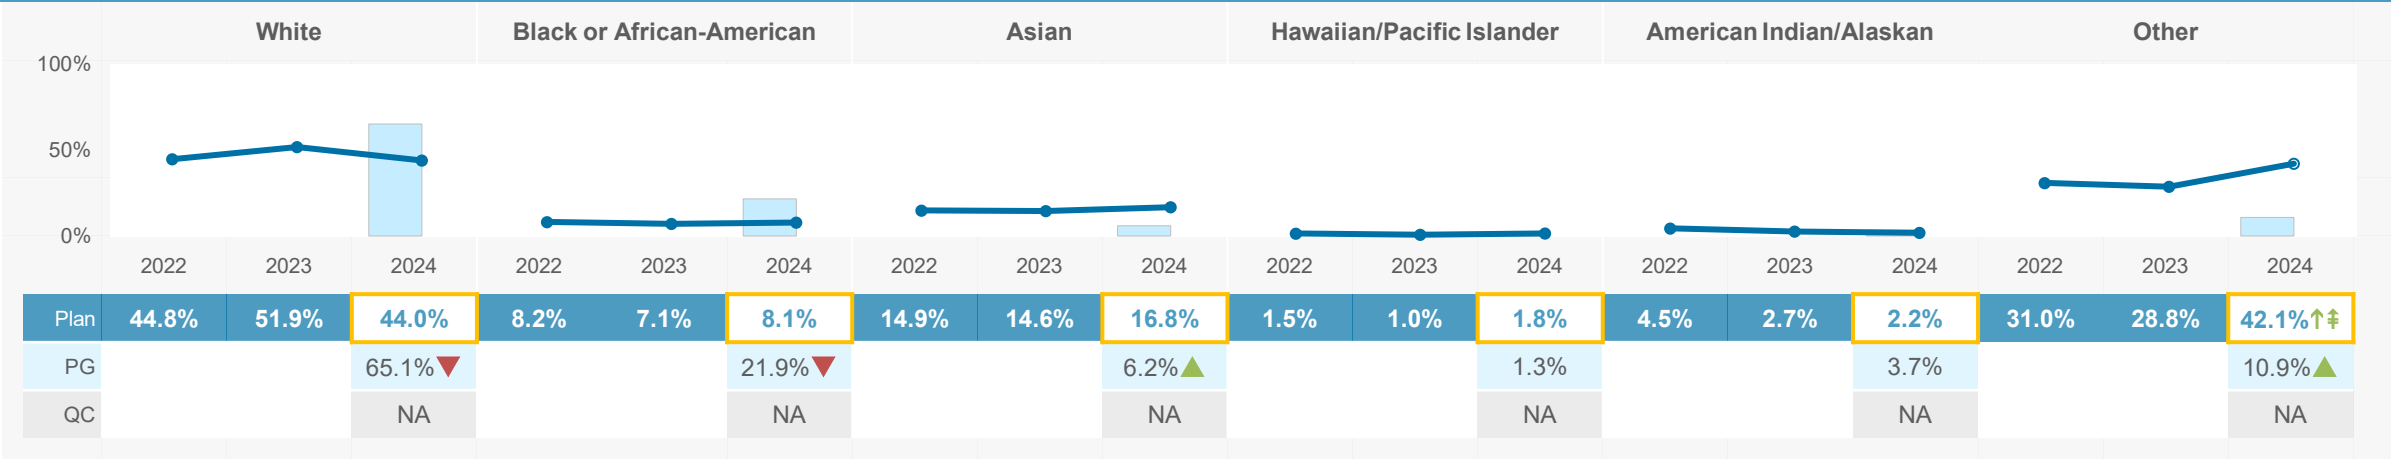 White Black or African-American Asian Hawaiian/Pacific Islander American Indian/Alaskan Other
100%
50%
0%
2022 2023 2024 2022 2023 2024 2022 2023 2024 2022 2023 2024 2022 2023 2024 2022 2023 2024
Plan 44.8% 51.9% 44.0% 8.2% 7.1% 8.1% 14.9% 14.6% 16.8% 1.5% 1.0% 1.8% 4.5% 2.7% 2.2% 31.0% 28.8% 42.1%↑‡
PG 65.1%▼ 21.9%▼ 6.2%▲ 1.3% 3.7% 10.9%▲
QC NA NA NA NA NA NA